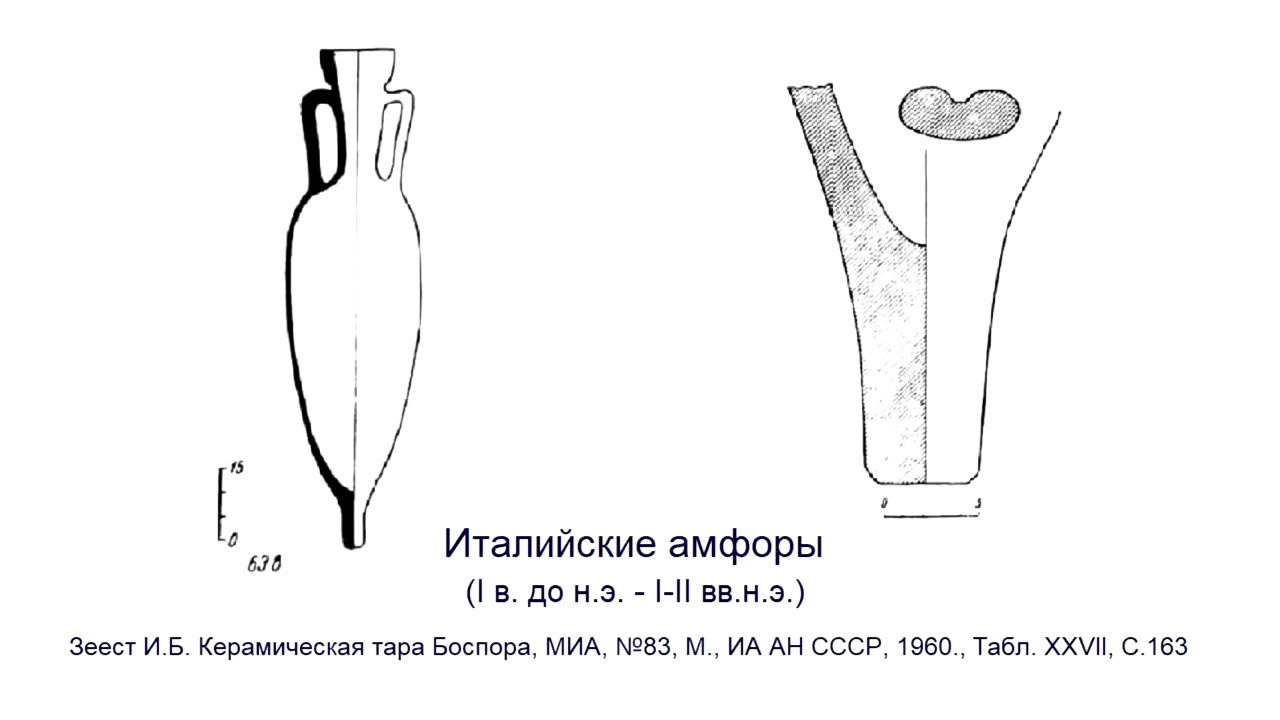 15
0
63в
0 5
Италийские амфоры
(I в. до н.э. - I-II вв.н.э.)
Зеест И.Б. Керамическая тара Боспора, МИА, №83, М., ИА АН СССР, 1960., Табл. XXVII, С.163